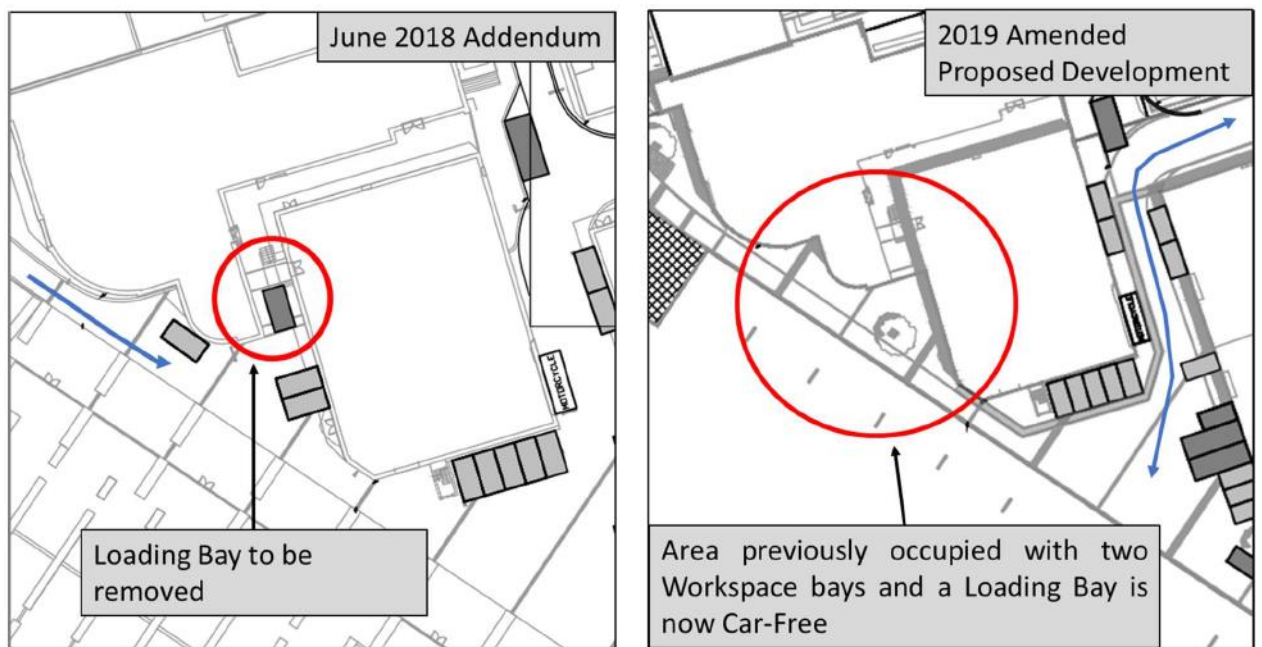 June 2018 Addendum
MOTORCYCLE
Loading Bay to be
removed
2019 Amended
Proposed Development
MOTORCYCLE
Area previously occupied with two
Workspace bays and a Loading Bay is
now Car-Free